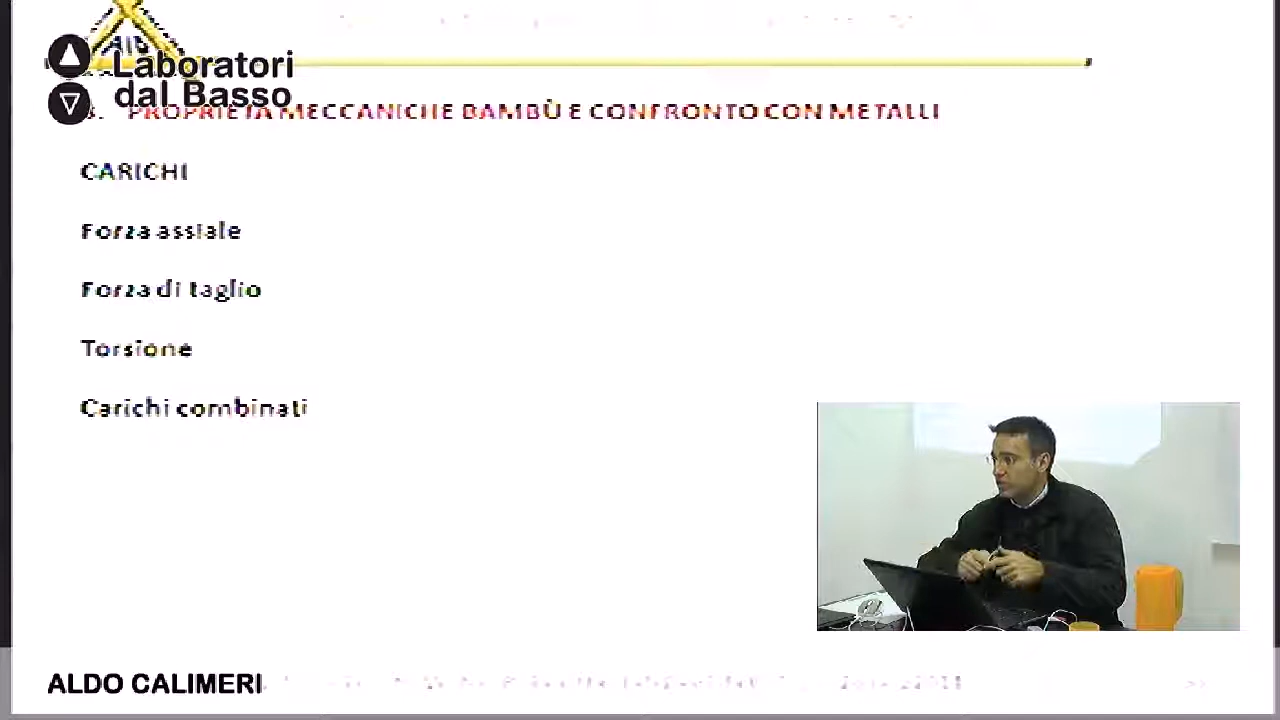 Laboratori
dal Basso
PROPRIETÀ MECCANICHE BAMBÙ E CONFRONTO CON METALLI
CARICHI
Forza assiale
Forza di taglio
Torsione
Carichi combinati
ALDO CALIMERI